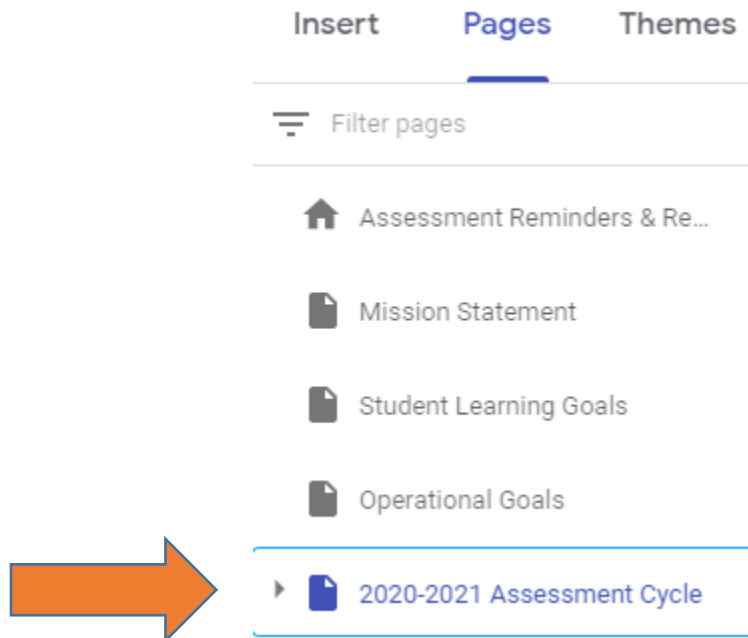 Insert Pages Themes
Filter pages
Assessment Reminders & Re...
Mission Statement
Student Learning Goals
Operational Goals
2020-2021 Assessment Cycle